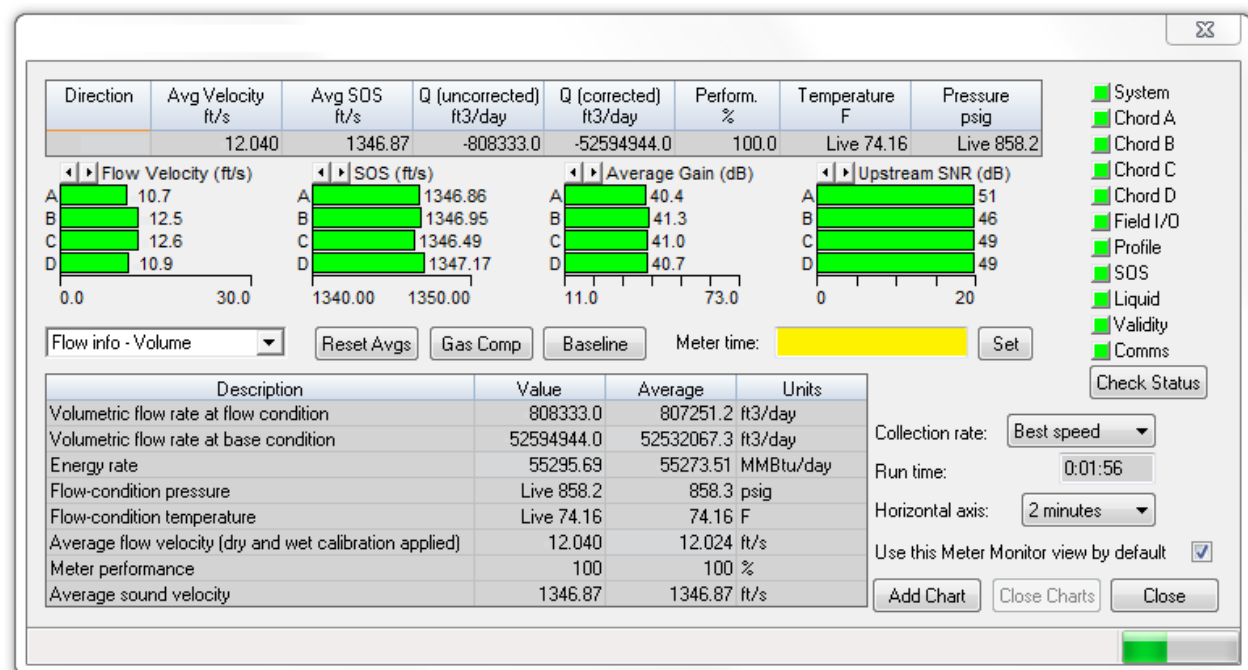 Direction Avg Velocity ft/s Avg SOS ft/s Q (uncorrected) ft3/day Q (corrected) ft3/day Perform. % Temperature F Pressure psig
12.040 1346.87 -808333.0 -52594944.0 100.0 Live 74.16 Live 858.2
System
Chord A
Chord B
Chord C
Chord D
Field I/O
Profile
SOS
Liquid
Validity
Comms
Check Status
Flow Velocity (ft/s)
A 10.7
B 12.5
C 12.6
D 10.9
0.0 30.0
SOS (ft/s)
A 1346.86
B 1346.95
C 1346.49
D 1347.17
1340.00 1350.00
Average Gain (dB)
A 40.4
B 41.3
C 41.0
D 40.7
11.0 73.0
Upstream SNR (dB)
A 51
B 46
C 49
D 49
0 20
Flow info - Volume Reset Avgs Gas Comp Baseline Meter time: Set
Description Value Average Units
Volumetric flow rate at flow condition 808333.0 807251.2 ft3/day
Volumetric flow rate at base condition 52594944.0 52532067.3 ft3/day
Energy rate 55295.69 55273.51 MMBtu/day
Flow-condition pressure Live 858.2 858.3 psig
Flow-condition temperature Live 74.16 74.16 F
Average flow velocity (dry and wet calibration applied) 12.040 12.024 ft/s
Meter performance 100 100 %
Average sound velocity 1346.87 1346.87 ft/s
Collection rate: Best speed
Run time: 0:01:56
Horizontal axis: 2 minutes
Use this Meter Monitor view by default
Add Chart Close Charts Close